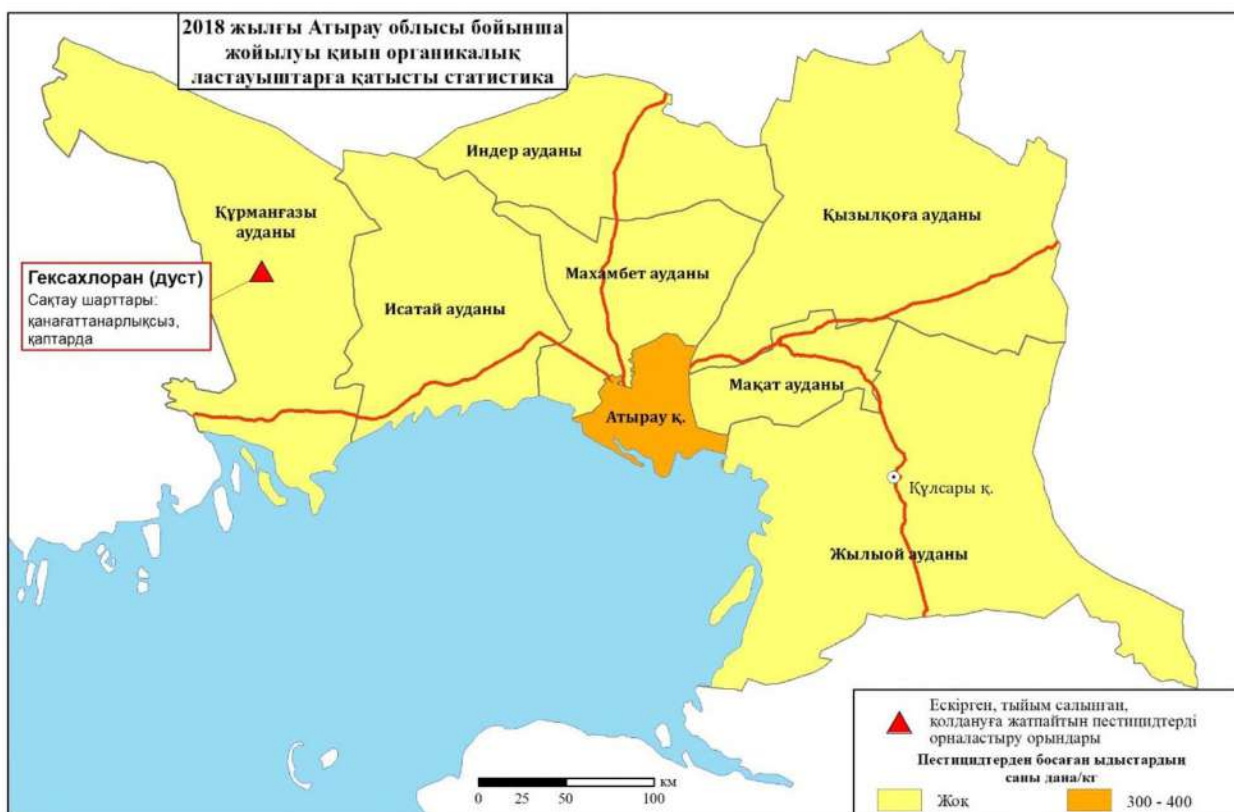 2018 жылғы Атырау облысы бойынша
жойылуы қиын органикалық
ластауыштарға қатысты статистика
Индер ауданы
Құрманғазы
ауданы
Қызылқоға ауданы
Гексахлоран (дуст)
Сақтау шарттары:
қанағаттанарлықсыз,
қаптарда
Махамбет ауданы
Исатай ауданы
Мақат ауданы
Атырау қ.
Құлсары қ.
Жылыой ауданы
Ескірген, тыйым салынған,
қолдануға жатпайтын пестицидтерді
орналастыру орындары
Пестицидтерден босаған ыдыстардың
саны дана/кг
Жоқ
300 - 400
км
0 25 50 100